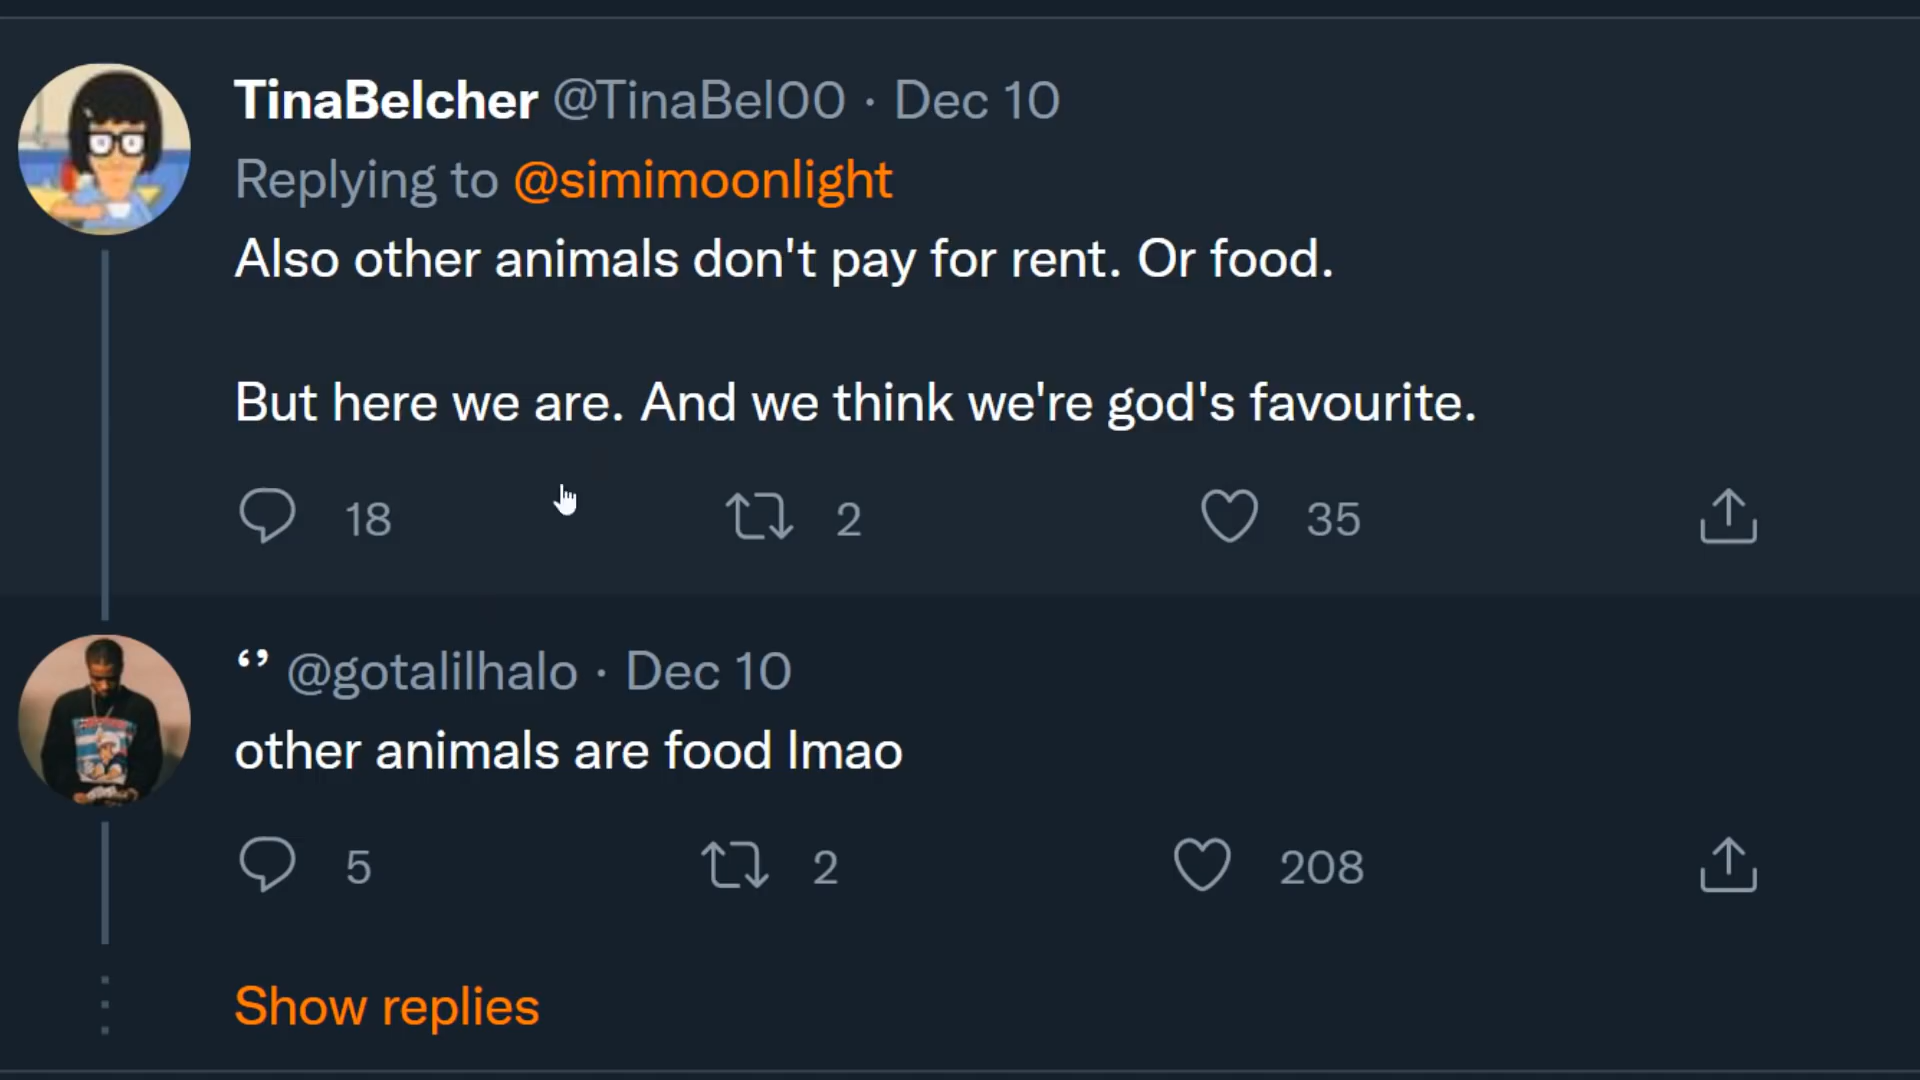 TinaBelcher @TinaBel00 · Dec 10
Replying to @simimoonlight
Also other animals don't pay for rent. Or food.
But here we are. And we think we're god's favourite.
18 2 35
‘’ @gotalilhalo · Dec 10
other animals are food lmao
5 2 208
Show replies